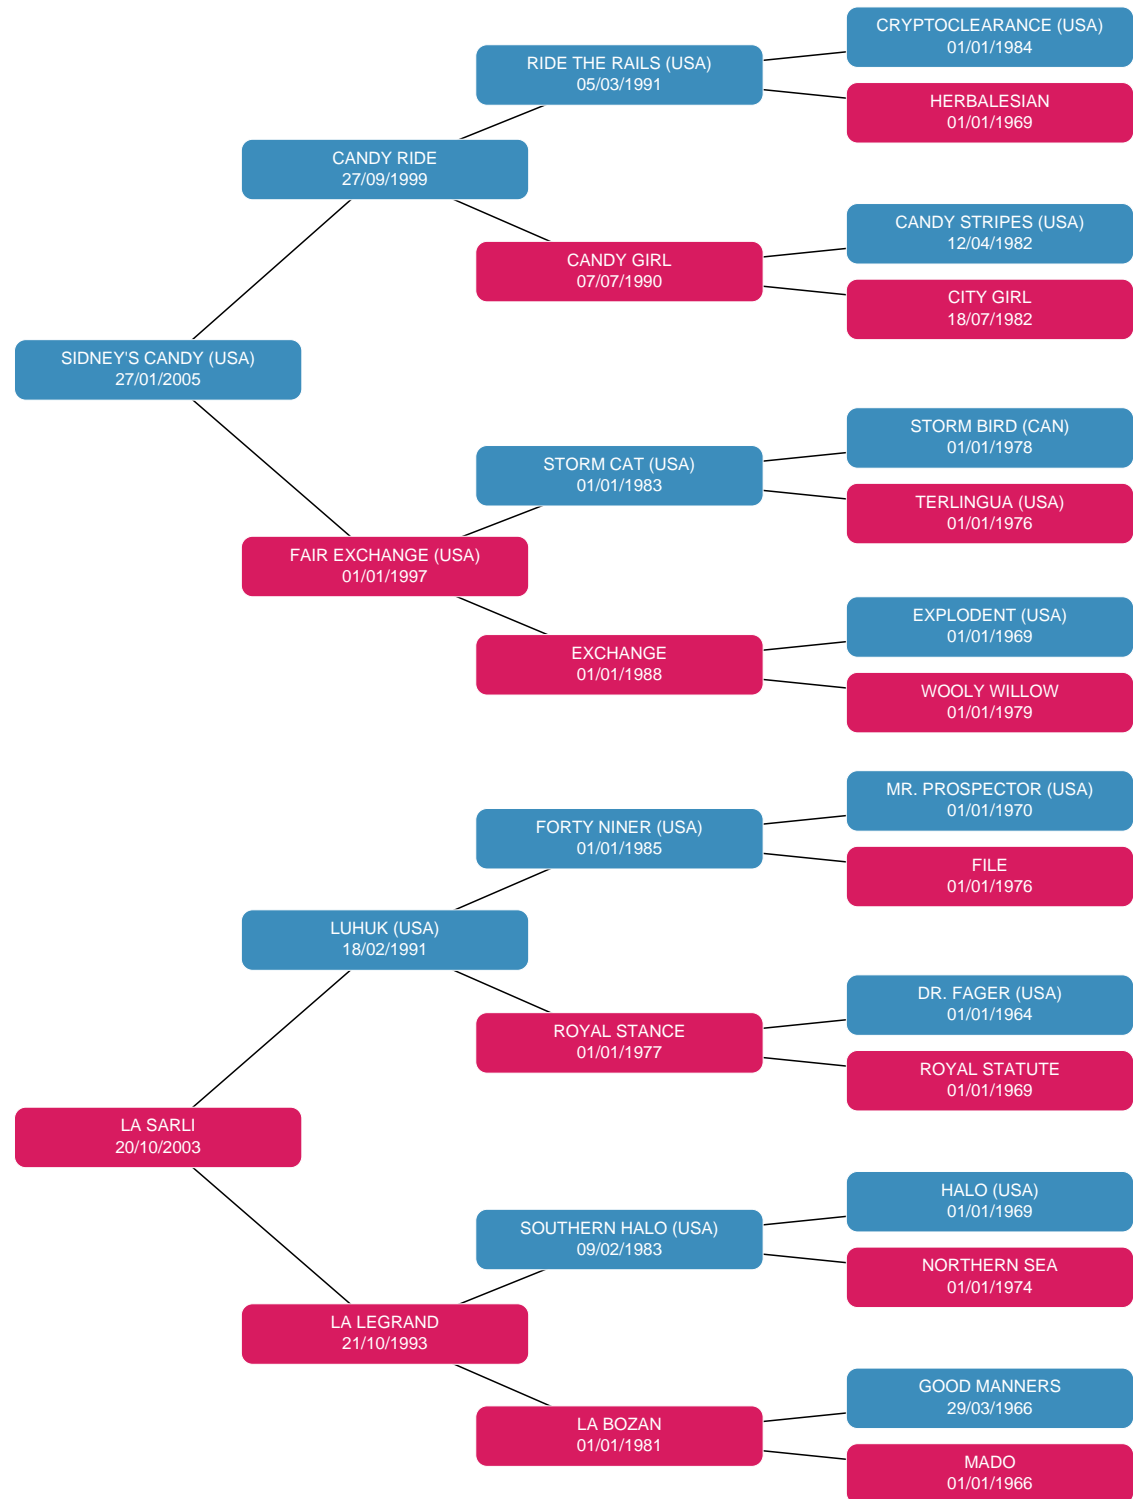 CRYPTOCLEARANCE (USA)
01/01/1984
RIDE THE RAILS (USA)
05/03/1991
HERBALESIAN
01/01/1969
CANDY RIDE
27/09/1999
CANDY STRIPES (USA)
12/04/1982
CANDY GIRL
07/07/1990
CITY GIRL
18/07/1982
SIDNEY'S CANDY (USA)
27/01/2005
STORM BIRD (CAN)
01/01/1978
STORM CAT (USA)
01/01/1983
TERLINGUA (USA)
01/01/1976
FAIR EXCHANGE (USA)
01/01/1997
EXPLODENT (USA)
01/01/1969
EXCHANGE
01/01/1988
WOOLY WILLOW
01/01/1979
MR. PROSPECTOR (USA)
01/01/1970
FORTY NINER (USA)
01/01/1985
FILE
01/01/1976
LUHUK (USA)
18/02/1991
DR. FAGER (USA)
01/01/1964
ROYAL STANCE
01/01/1977
ROYAL STATUTE
01/01/1969
LA SARLI
20/10/2003
HALO (USA)
01/01/1969
SOUTHERN HALO (USA)
09/02/1983
NORTHERN SEA
01/01/1974
LA LEGRAND
21/10/1993
GOOD MANNERS
29/03/1966
LA BOZAN
01/01/1981
MADO
01/01/1966